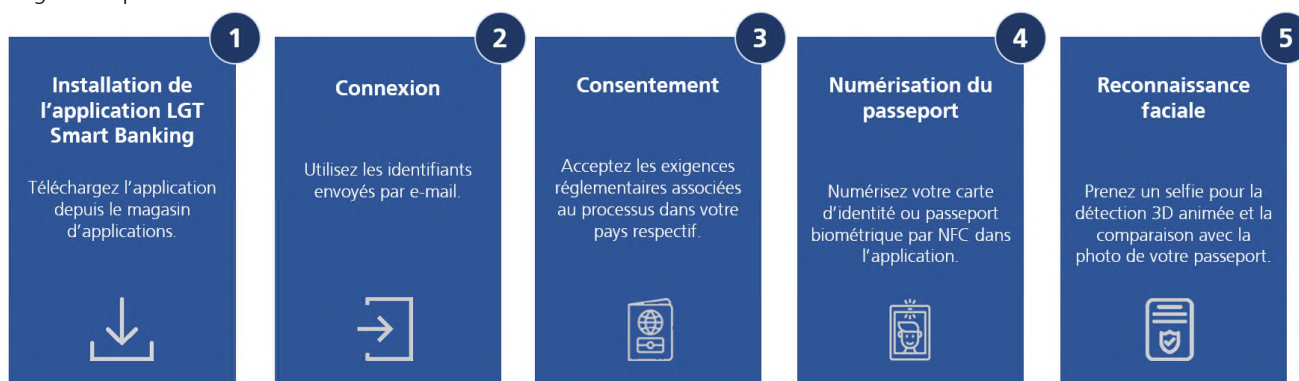 1
Installation de
l'application LGT
Smart Banking
Téléchargez l'application
depuis le magasin
d'applications.
2
Connexion
Utilisez les identifiants
envoyés par e-mail.
3
Consentement
Acceptez les exigences
réglementaires associées
au processus dans votre
pays respectif.
4
Numérisation du
passeport
Numérisez votre carte
d'identité ou passeport
biométrique par NFC dans
l'application.
5
Reconnaissance
faciale
Prenez un selfie pour la
détection 3D animée et la
comparaison avec la
photo de votre passeport.